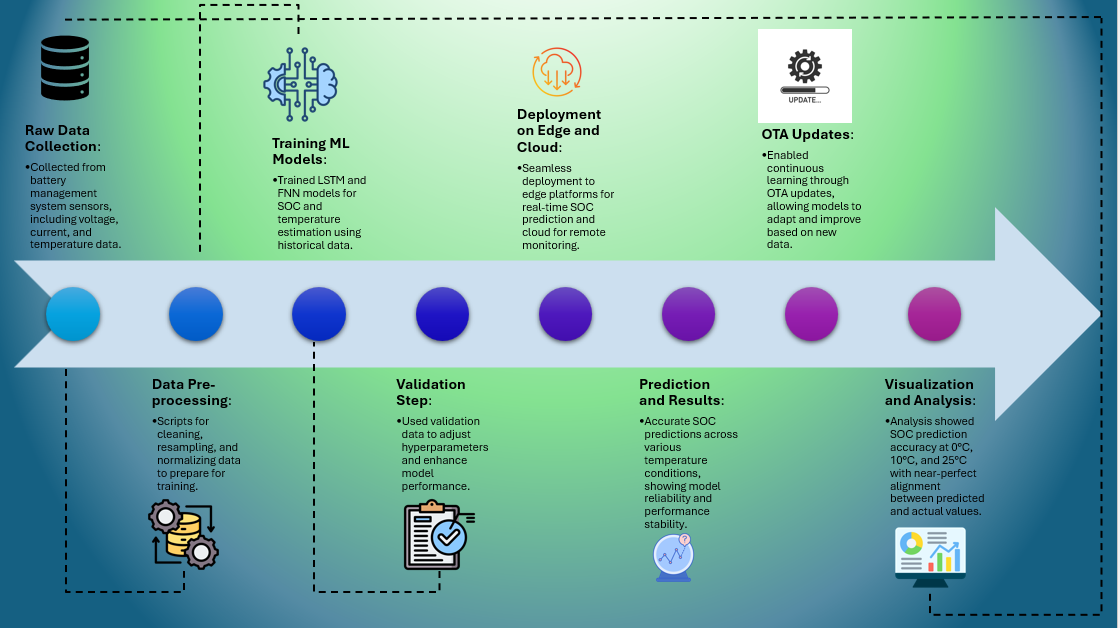 Raw Data
Collection:
•Collected from
battery
management
system sensors,
including voltage,
current, and
temperature data.
Data Pre-
processing:
•Scripts for
cleaning,
resampling, and
normalizing data
to prepare for
training.
Training ML
Models:
•Trained LSTM and
FNN models for
SOC and
temperature
estimation using
historical data.
Validation
Step:
•Used validation
data to adjust
hyperparameters
and enhance
model
performance.
Deployment
on Edge and
Cloud:
•Seamless
deployment to
edge platforms for
real-time SOC
prediction and
cloud for remote
monitoring.
Prediction
and Results:
•Accurate SOC
predictions across
various
temperature
conditions,
showing model
reliability and
performance
stability.
?
UPDATE...
OTA Updates:
•Enabled
continuous
learning through
OTA updates,
allowing models to
adapt and improve
based on new
data.
Visualization
and Analysis:
•Analysis showed
SOC prediction
accuracy at 0°C,
10°C, and 25°C
with near-perfect
alignment
between predicted
and actual values.